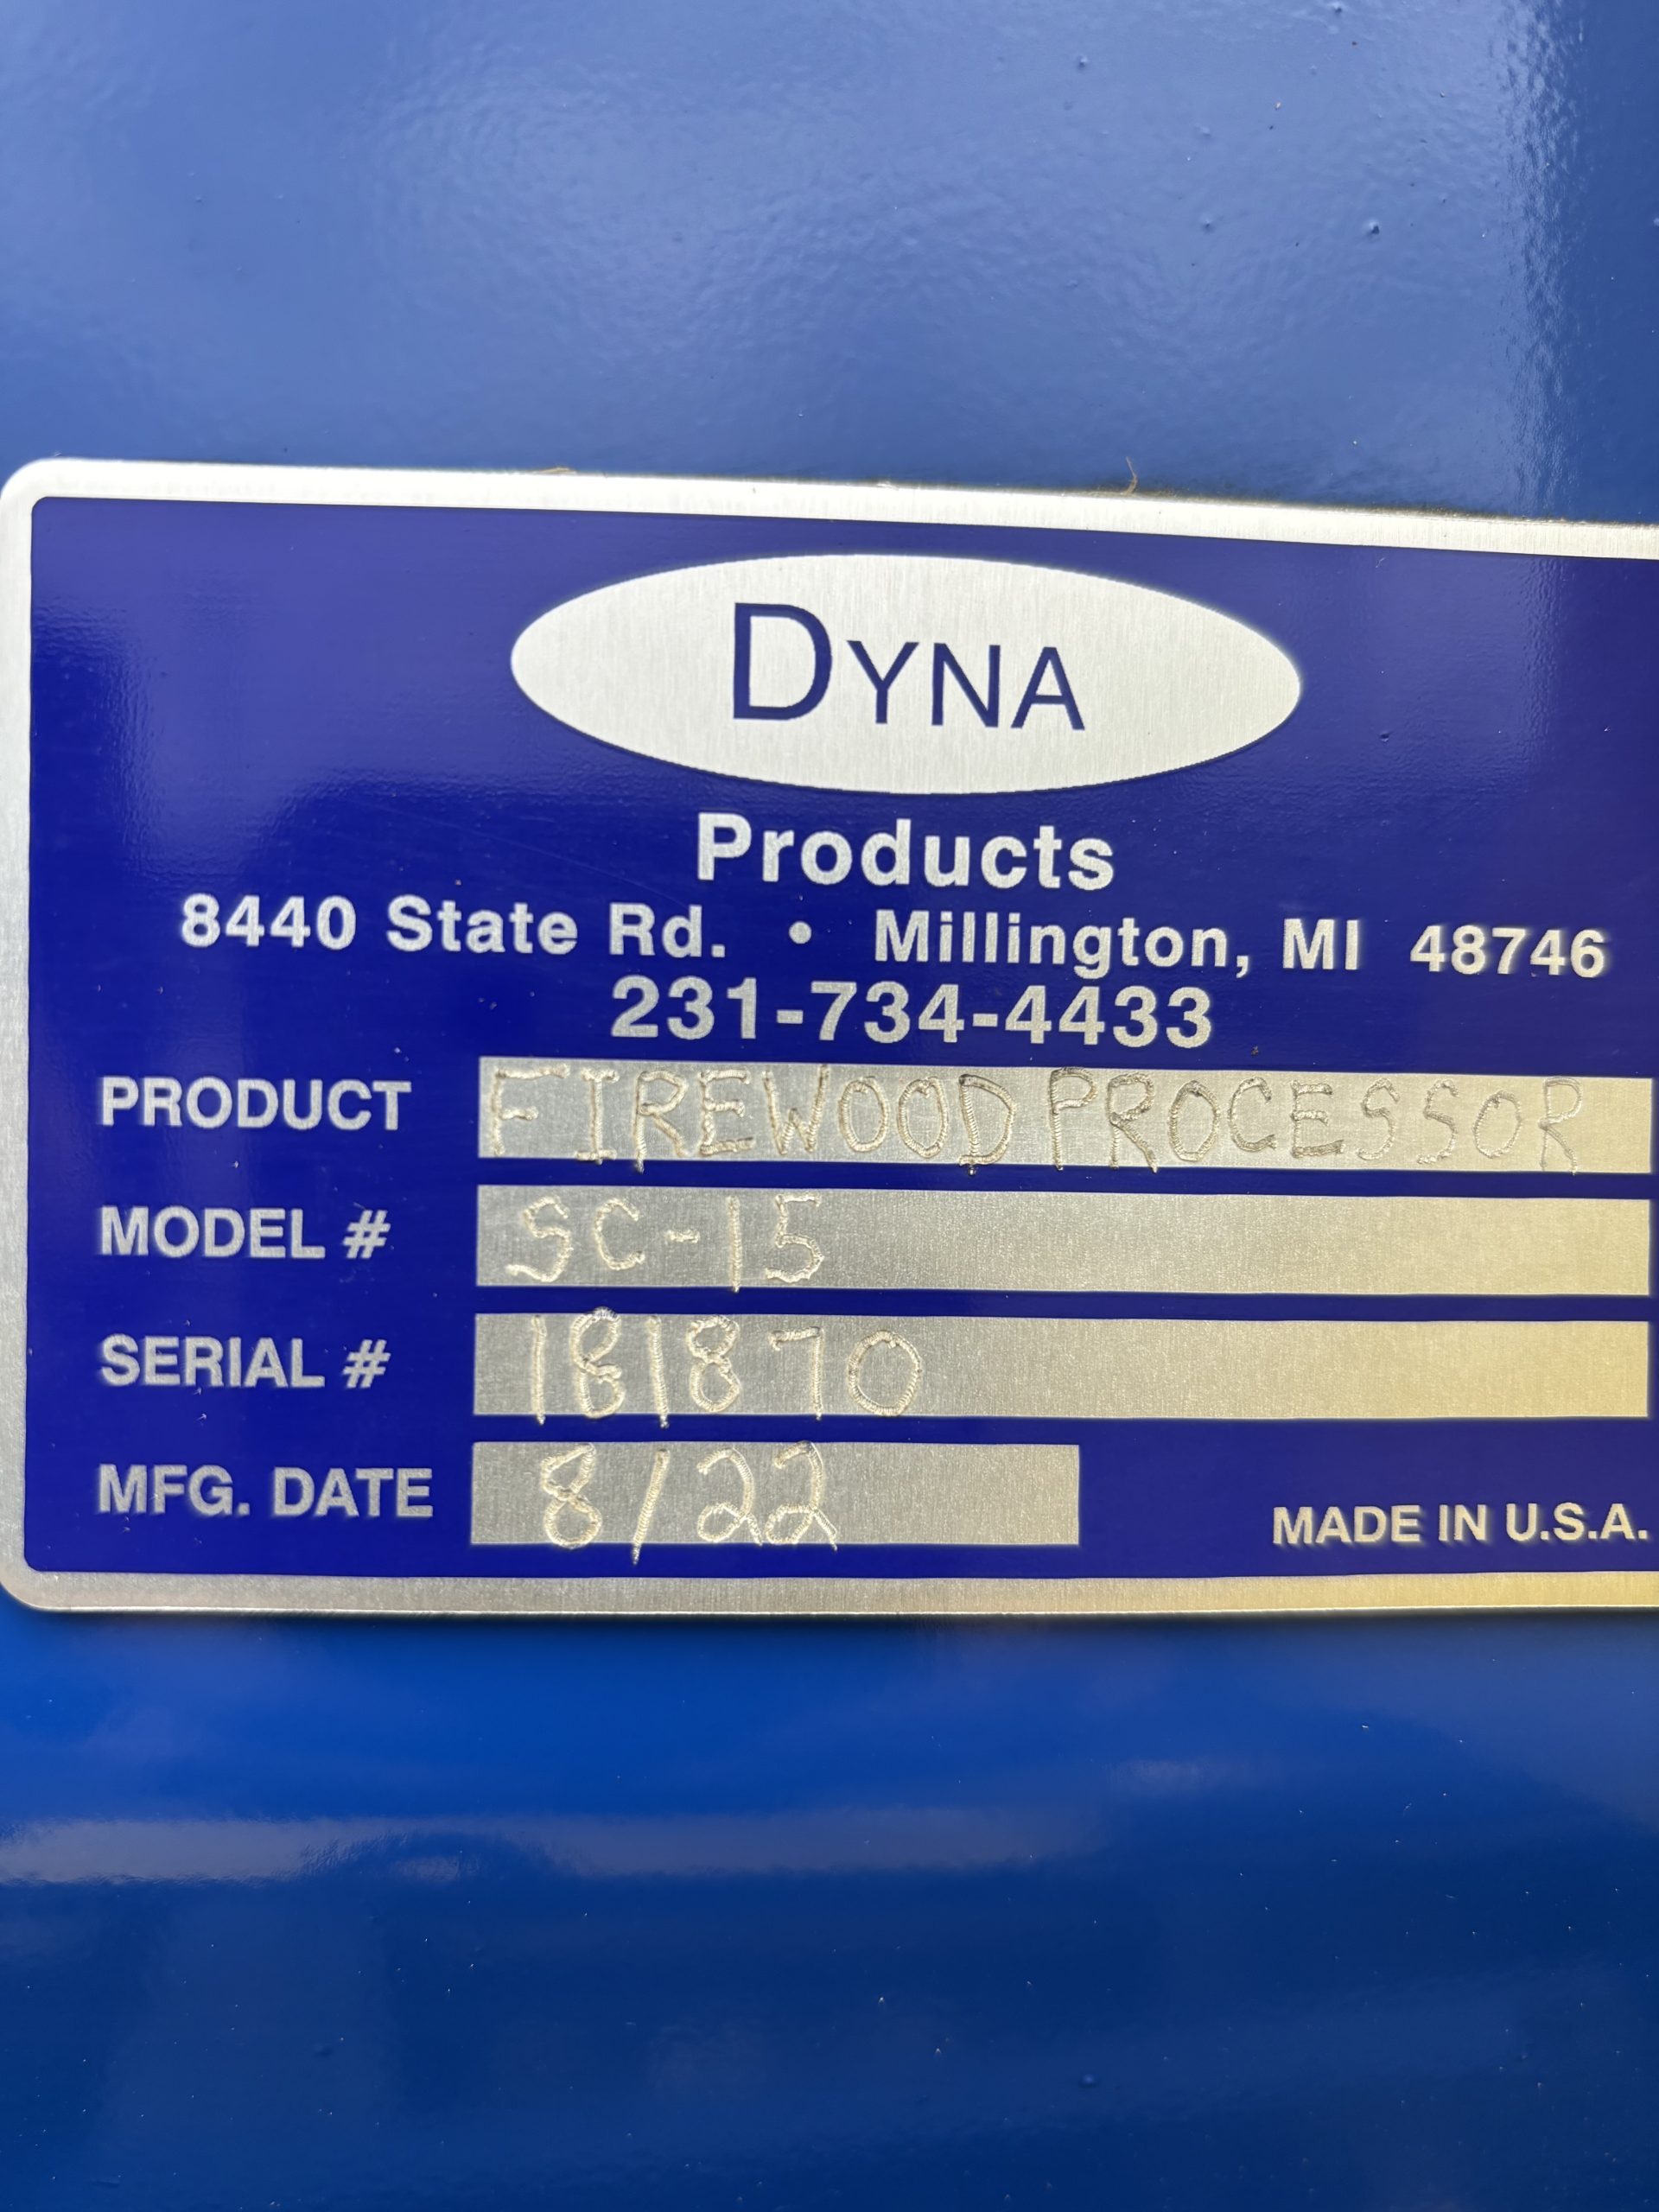 DYNA
Products
8440 State Rd. • Millington, MI 48746
231-734-4433
PRODUCT FIREWOOD PROCESSOR
MODEL # SC-15
SERIAL # 181870
MFG. DATE 8/22
MADE IN U.S.A.